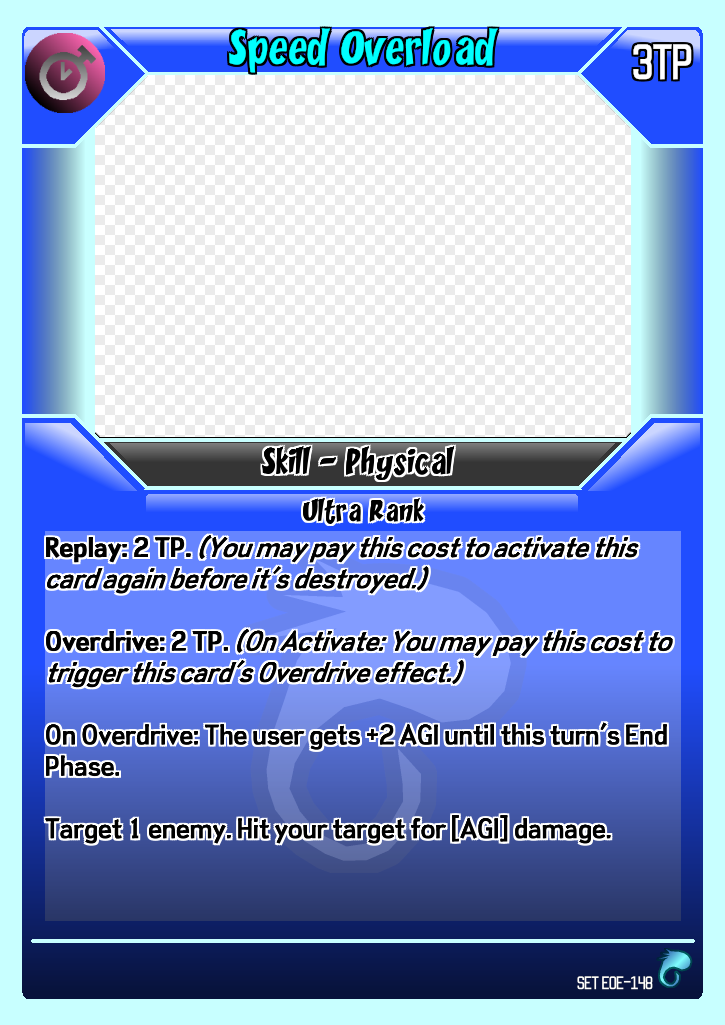 Speed Overload
3TP
Skill - Physical
Ultra Rank
Replay: 2 TP. (You may pay this cost to activate this
card again before it's destroyed.)
Overdrive: 2 TP. (On Activate: You may pay this cost to
trigger this card's Overdrive effect.)
On Overdrive: The user gets +2 AGI until this turn's End
Phase.
Target 1 enemy. Hit your target for [AGI] damage.
SET EOE-148